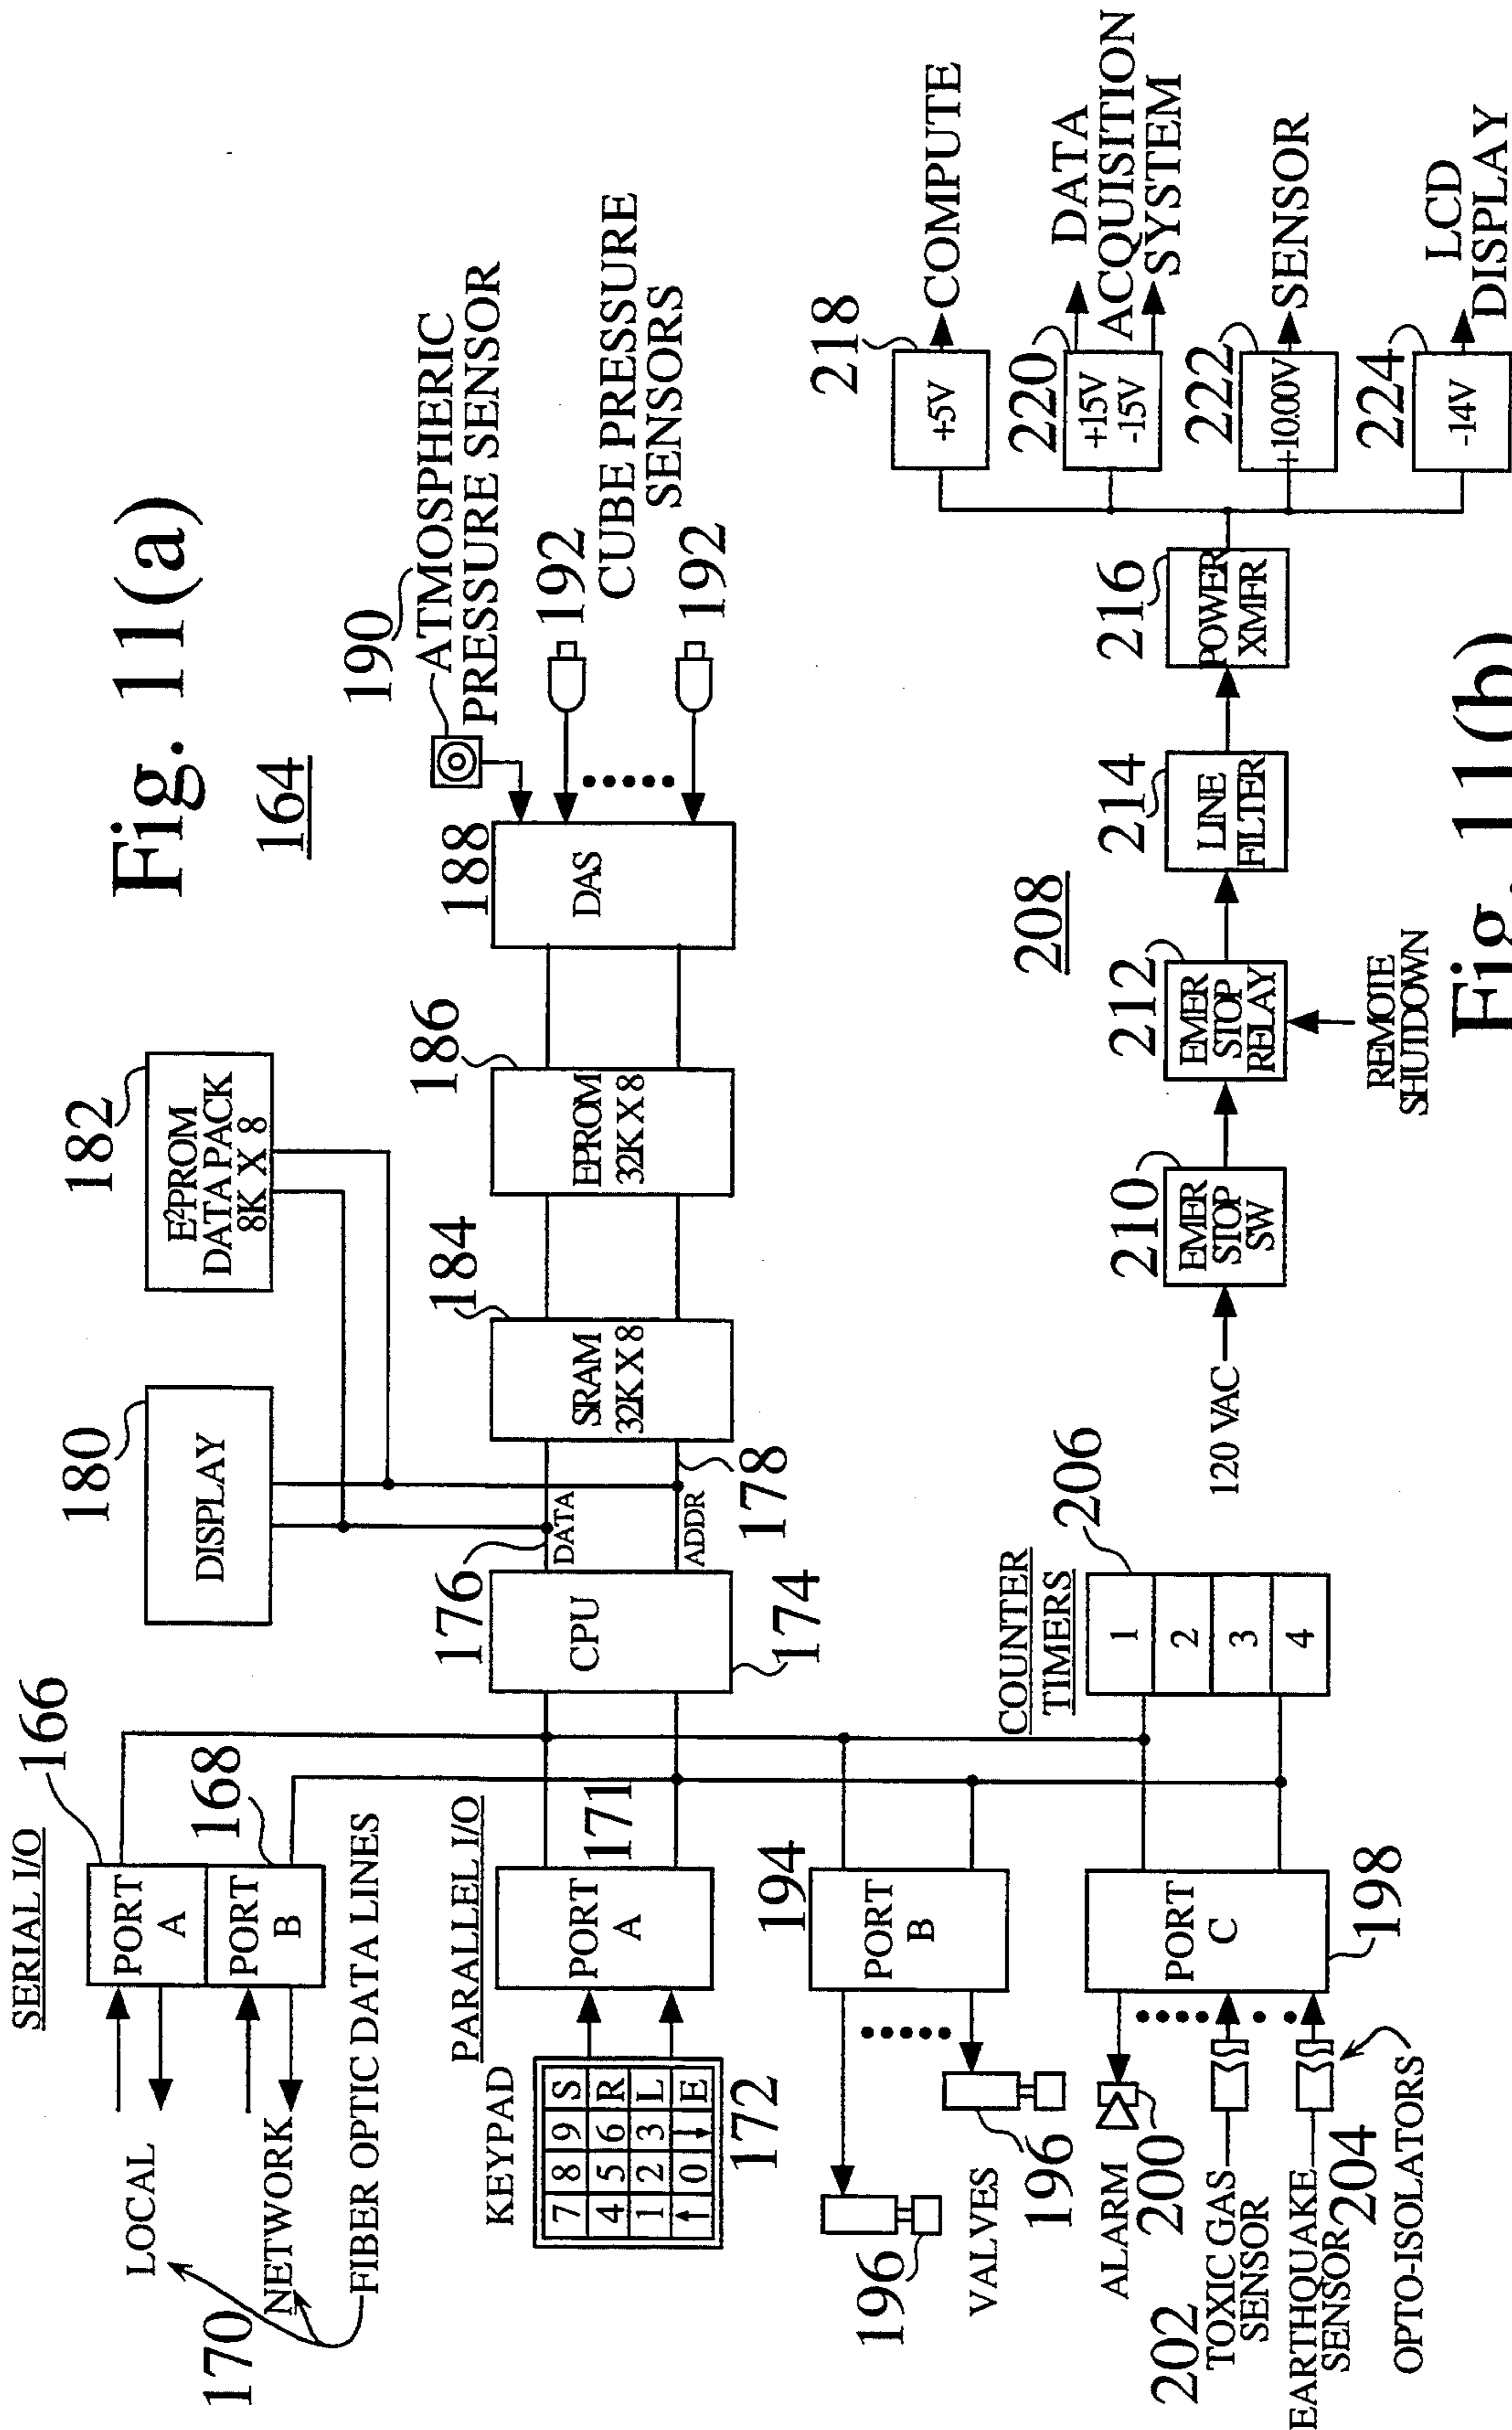 Fig. 11(a)
164
SERIAL I/O
166
PORT
A
PORT
B
168
LOCAL
NETWORK
170
FIBER OPTIC DATA LINES
PARALLEL I/O
171
KEYPAD
7 8 9 S
4 5 6 R
1 2 3 L
↑ 0 ↓ E
172
PORT
A
CPU
174
176
DATA
ADDR
178
180
DISPLAY
182
E²PROM
DATA PACK
8K X 8
184
SRAM
32K X 8
186
EPROM
32K X 8
188
DAS
190
ATMOSPHERIC
PRESSURE SENSOR
192
CUBE PRESSURE
SENSORS
192
194
PORT
B
196
VALVES
196
PORT
C
198
ALARM
200
202
TOXIC GAS
SENSOR
EARTHQUAKE
SENSOR
204
OPTO-ISOLATORS
COUNTER
TIMERS
206
1
2
3
4
208
120 VAC
210
EMER
STOP
SW
212
EMER
STOP
RELAY
REMOTE
SHUTDOWN
214
LINE
FILTER
216
POWER
XMFR
218
+5V
COMPUTE
220
+15V
-15V
DATA
ACQUISITION
SYSTEM
222
+10.00V
SENSOR
224
-14V
LCD
DISPLAY
Fig. 11(b)